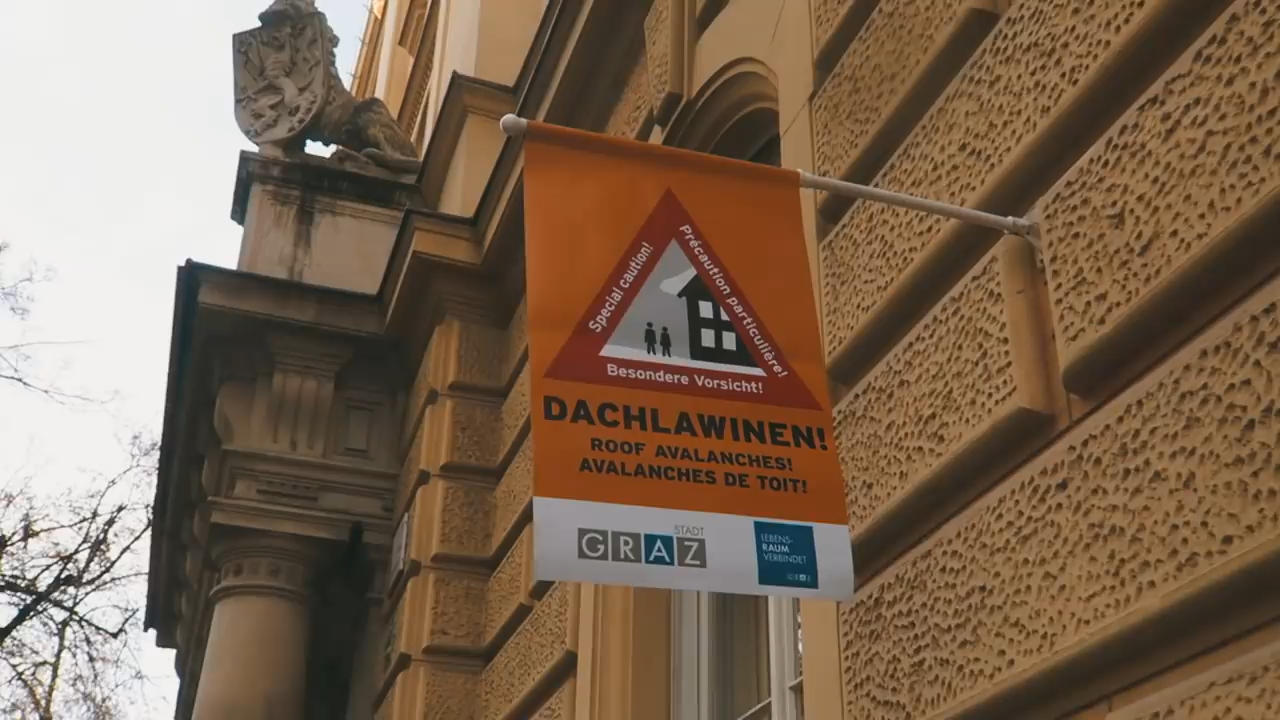 Special caution!
Précaution particulière!
Besondere Vorsicht!
DACHLAWINEN!
ROOF AVALANCHES!
AVALANCHES DE TOIT!
STADT
GRAZ
LEBENS-
RAUM
VERBINDET